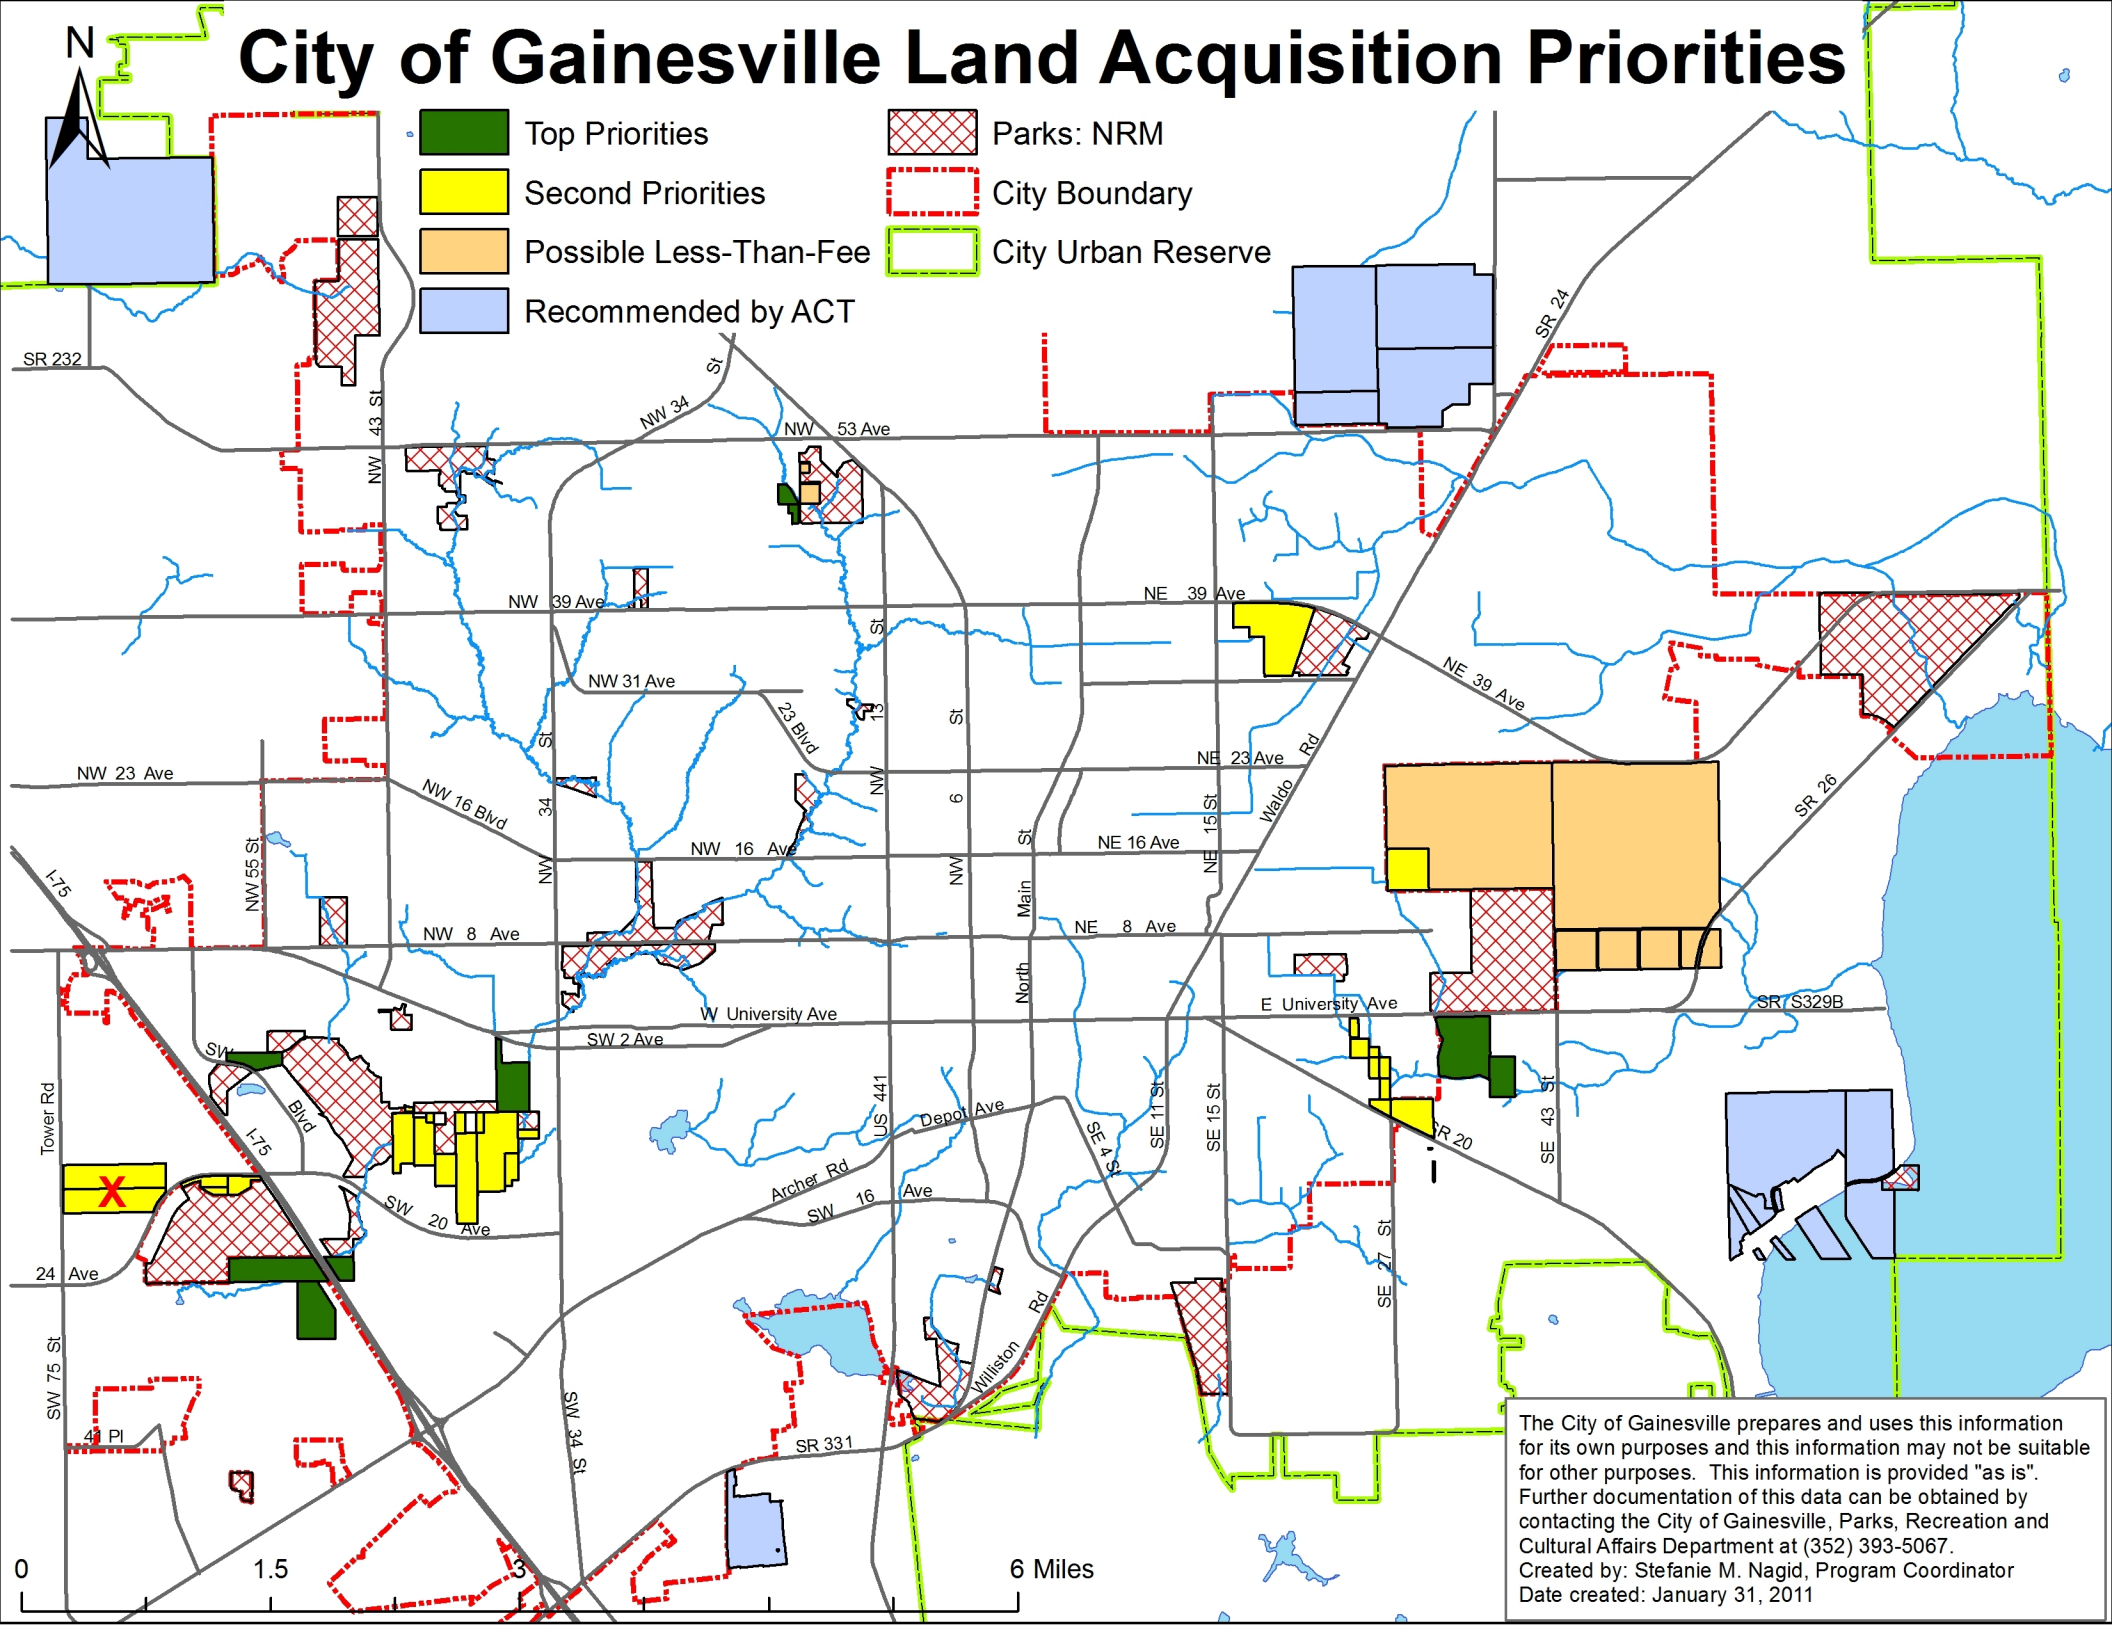 N
City of Gainesville Land Acquisition Priorities
Top Priorities
Second Priorities
Possible Less-Than-Fee
Recommended by ACT
Parks: NRM
City Boundary
City Urban Reserve
SR 232
NW 43 St
NW 34 St
NW 53 Ave
SR 24
NW 39 Ave
NE 39 Ave
NE 39 Ave
NW 31 Ave
23 Blvd
NW 13 St
NW 6 St
NW 34 St
NW 23 Ave
NE 23 Ave
Waldo Rd
NE 15 St
SR 26
NW 16 Blvd
NW 16 Ave
NE 16 Ave
NW 55 St
I-75
North Main St
NW 8 Ave
NE 8 Ave
W University Ave
E University Ave
SR S329B
SW 2 Ave
SW Blvd
Tower Rd
I-75
US 441
Depot Ave
SE 4 St
SE 11 St
SE 15 St
SE 43 St
SR 20
X
Archer Rd
SW 16 Ave
SW 20 Ave
24 Ave
SE 27 St
Williston Rd
SW 75 St
SW 34 St
41 Pl
SR 331
0 1.5 3 6 Miles
The City of Gainesville prepares and uses this information
for its own purposes and this information may not be suitable
for other purposes. This information is provided "as is".
Further documentation of this data can be obtained by
contacting the City of Gainesville, Parks, Recreation and
Cultural Affairs Department at (352) 393-5067.
Created by: Stefanie M. Nagid, Program Coordinator
Date created: January 31, 2011